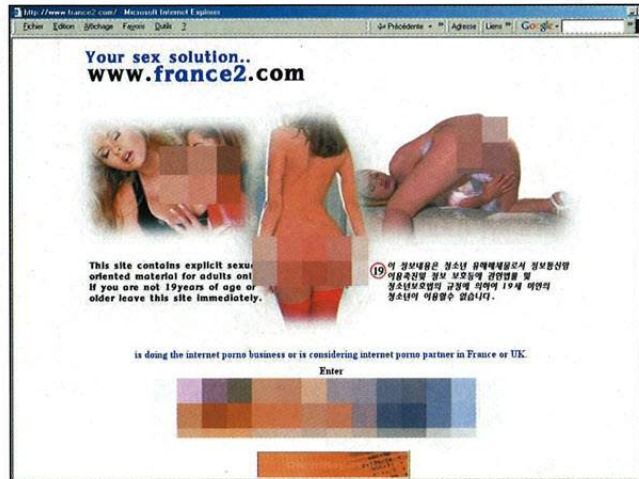 http://www.france2.com/ - Microsoft Internet Explorer
Fichier Edition Affichage Favoris Outils ?
Précédente Adresse Liens Google
Your sex solution..
www.france2.com
This site contains explicit sexu
oriented material for adults onl
If you are not 19years of age or
older leave this site immediately.
19
이 정보내용은 청소년 유해매체물로서 정보통신망
이용촉진및 정보 보호등에 관한법률 및
청소년보호법의 규정에 의하여 19세 미만의
청소년이 이용할수 없습니다.
is doing the internet porno business or is considering internet porno partner in France or UK.
Enter